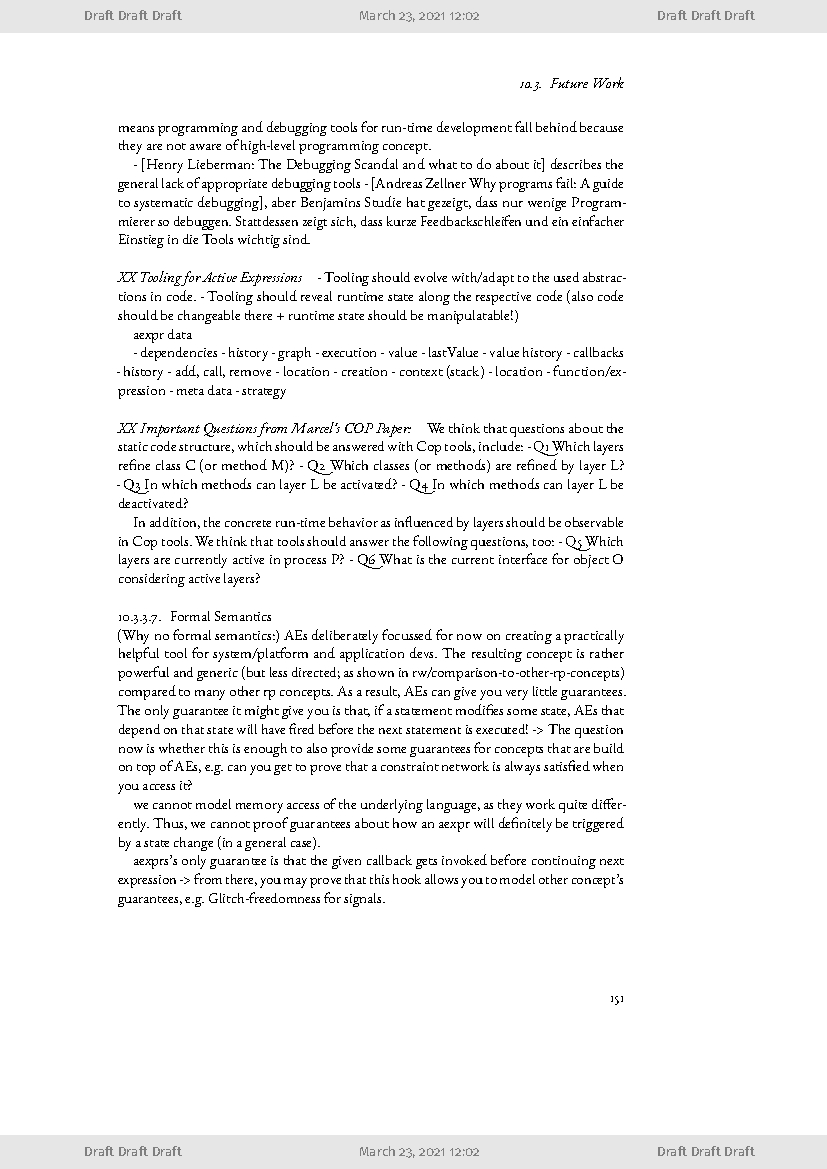 Draft Draft Draft March 23, 2021 12:02 Draft Draft Draft
10.3. Future Work
means programming and debugging tools for run-time development fall behind because
they are not aware of high-level programming concept.
- [Henry Lieberman: The Debugging Scandal and what to do about it] describes the
general lack of appropriate debugging tools - [Andreas Zellner Why programs fail: A guide
to systematic debugging], aber Benjamins Studie hat gezeigt, dass nur wenige Program-
mierer so debuggen. Stattdessen zeigt sich, dass kurze Feedbackschleifen und ein einfacher
Einstieg in die Tools wichtig sind.
XX Tooling for Active Expressions - Tooling should evolve with/adapt to the used abstrac-
tions in code. - Tooling should reveal runtime state along the respective code (also code
should be changeable there + runtime state should be manipulatable!)
aexpr data
- dependencies - history - graph - execution - value - lastValue - value history - callbacks
- history - add, call, remove - location - creation - context (stack) - location - function/ex-
pression - meta data - strategy
XX Important Questions from Marcel's COP Paper: We think that questions about the
static code structure, which should be answered with Cop tools, include: - Q1 Which layers
refine class C (or method M)? - Q2 Which classes (or methods) are refined by layer L?
- Q3 In which methods can layer L be activated? - Q4 In which methods can layer L be
deactivated?
In addition, the concrete run-time behavior as influenced by layers should be observable
in Cop tools. We think that tools should answer the following questions, too: - Q5 Which
layers are currently active in process P? - Q6 What is the current interface for object O
considering active layers?
10.3.3.7. Formal Semantics
(Why no formal semantics:) AEs deliberately focussed for now on creating a practically
helpful tool for system/platform and application devs. The resulting concept is rather
powerful and generic (but less directed; as shown in rw/comparison-to-other-rp-concepts)
compared to many other rp concepts. As a result, AEs can give you very little guarantees.
The only guarantee it might give you is that, if a statement modifies some state, AEs that
depend on that state will have fired before the next statement is executed! -> The question
now is whether this is enough to also provide some guarantees for concepts that are build
on top of AEs, e.g. can you get to prove that a constraint network is always satisfied when
you access it?
we cannot model memory access of the underlying language, as they work quite differ-
ently. Thus, we cannot proof guarantees about how an aexpr will definitely be triggered
by a state change (in a general case).
aexprs's only guarantee is that the given callback gets invoked before continuing next
expression -> from there, you may prove that this hook allows you to model other concept's
guarantees, e.g. Glitch-freedomness for signals.
151
Draft Draft Draft March 23, 2021 12:02 Draft Draft Draft